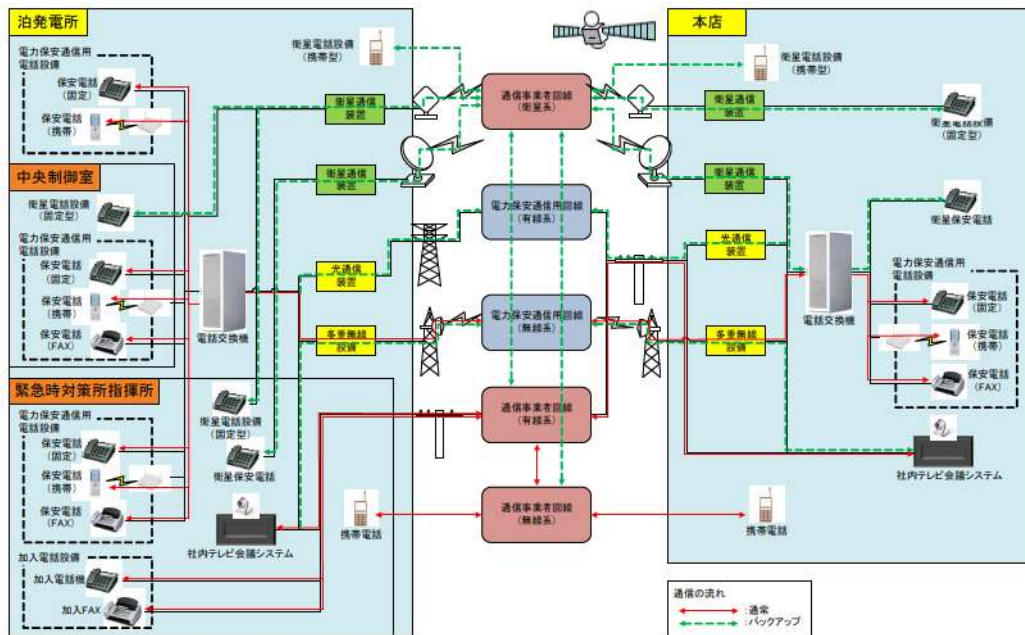 泊発電所
電力保安通信用
電話設備
保安電話
(固定)
保安電話
(携帯)
中央制御室
衛星電話設備
(固定型)
電力保安通信用
電話設備
保安電話
(固定)
保安電話
(携帯)
保安電話
(FAX)
電話交換機
緊急時対策所指揮所
電力保安通信用
電話設備
保安電話
(固定)
保安電話
(携帯)
保安電話
(FAX)
衛星電話設備
(固定型)
衛星保安電話
社内テレビ会議システム
加入電話設備
加入電話機
加入FAX
携帯電話
衛星電話設備
(携帯型)
衛星通信
装置
衛星通信
装置
光通信
装置
多重無線
設備
通信事業者回線
(衛星系)
電力保安通信用回線
(有線系)
電力保安通信用回線
(無線系)
通信事業者回線
(有線系)
通信事業者回線
(無線系)
本店
衛星電話設備
(携帯型)
衛星通信
装置
衛星電話設備
(固定型)
衛星通信
装置
衛星保安電話
光通信
装置
多重無線
設備
電話交換機
電力保安通信用
電話設備
保安電話
(固定)
保安電話
(携帯)
保安電話
(FAX)
社内テレビ会議システム
携帯電話
通信の流れ
:通常
:バックアップ